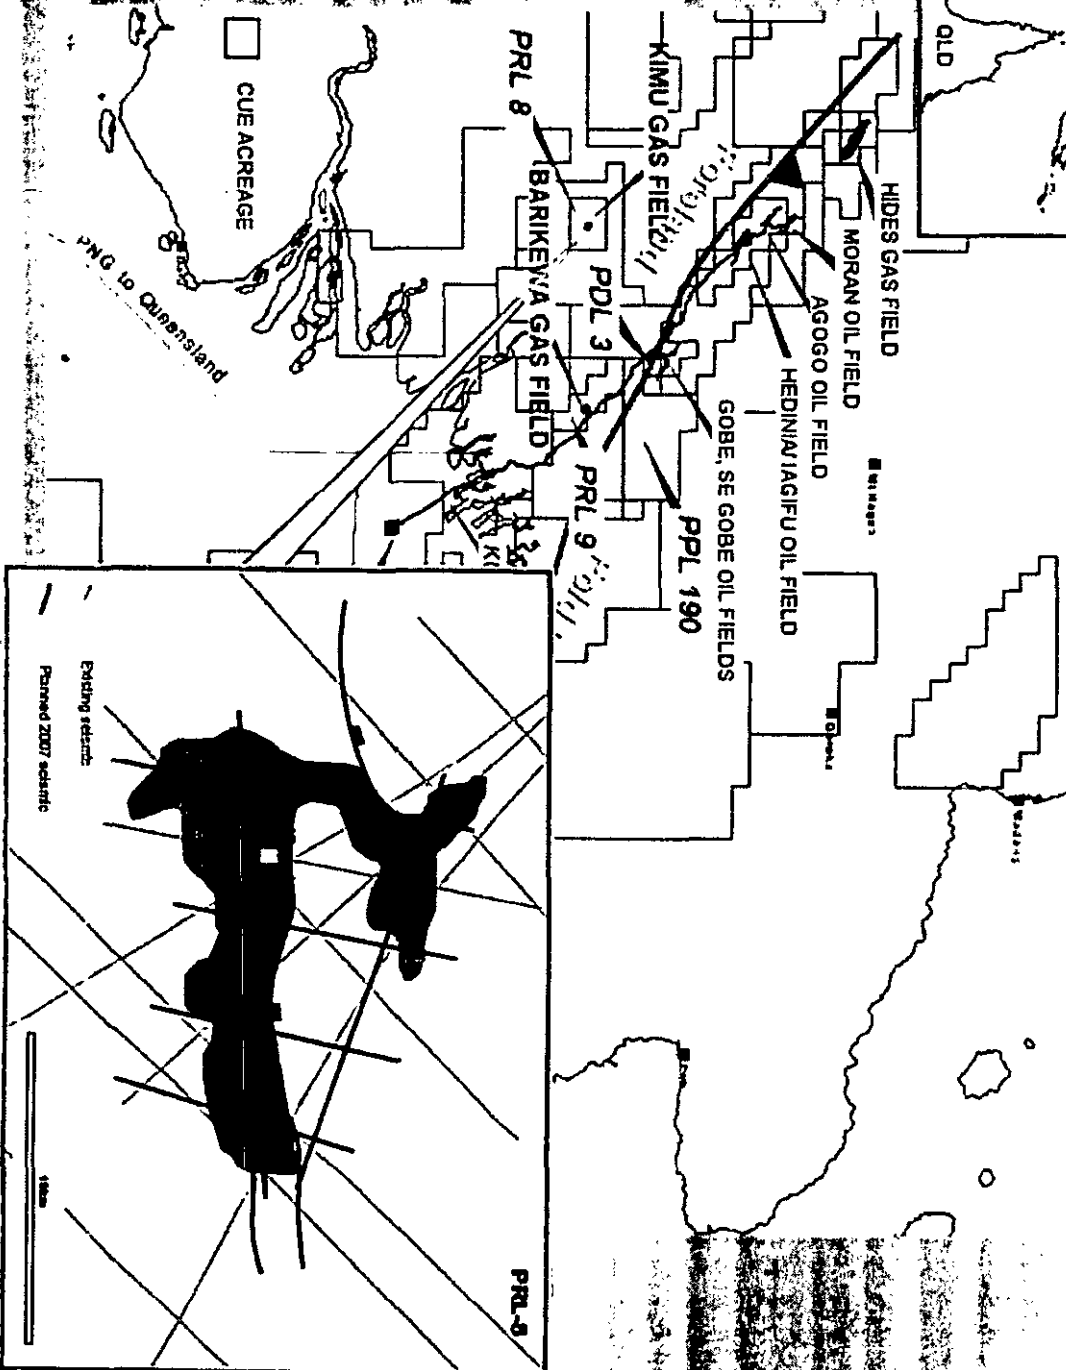 QLD
HIDES GAS FIELD
MORAN OIL FIELD
AGOGO OIL FIELD
HEDINIA/IAGIFU OIL FIELD
GOBE, SE GOBE OIL FIELDS
PPL 190
KIMU GAS FIELD
PDL 3
PRL 9
PRL 8
BARIKEWA GAS FIELD
CUE ACREAGE
PNG to Queensland
PRL-8
Existing seismic
Planned 2007 seismic